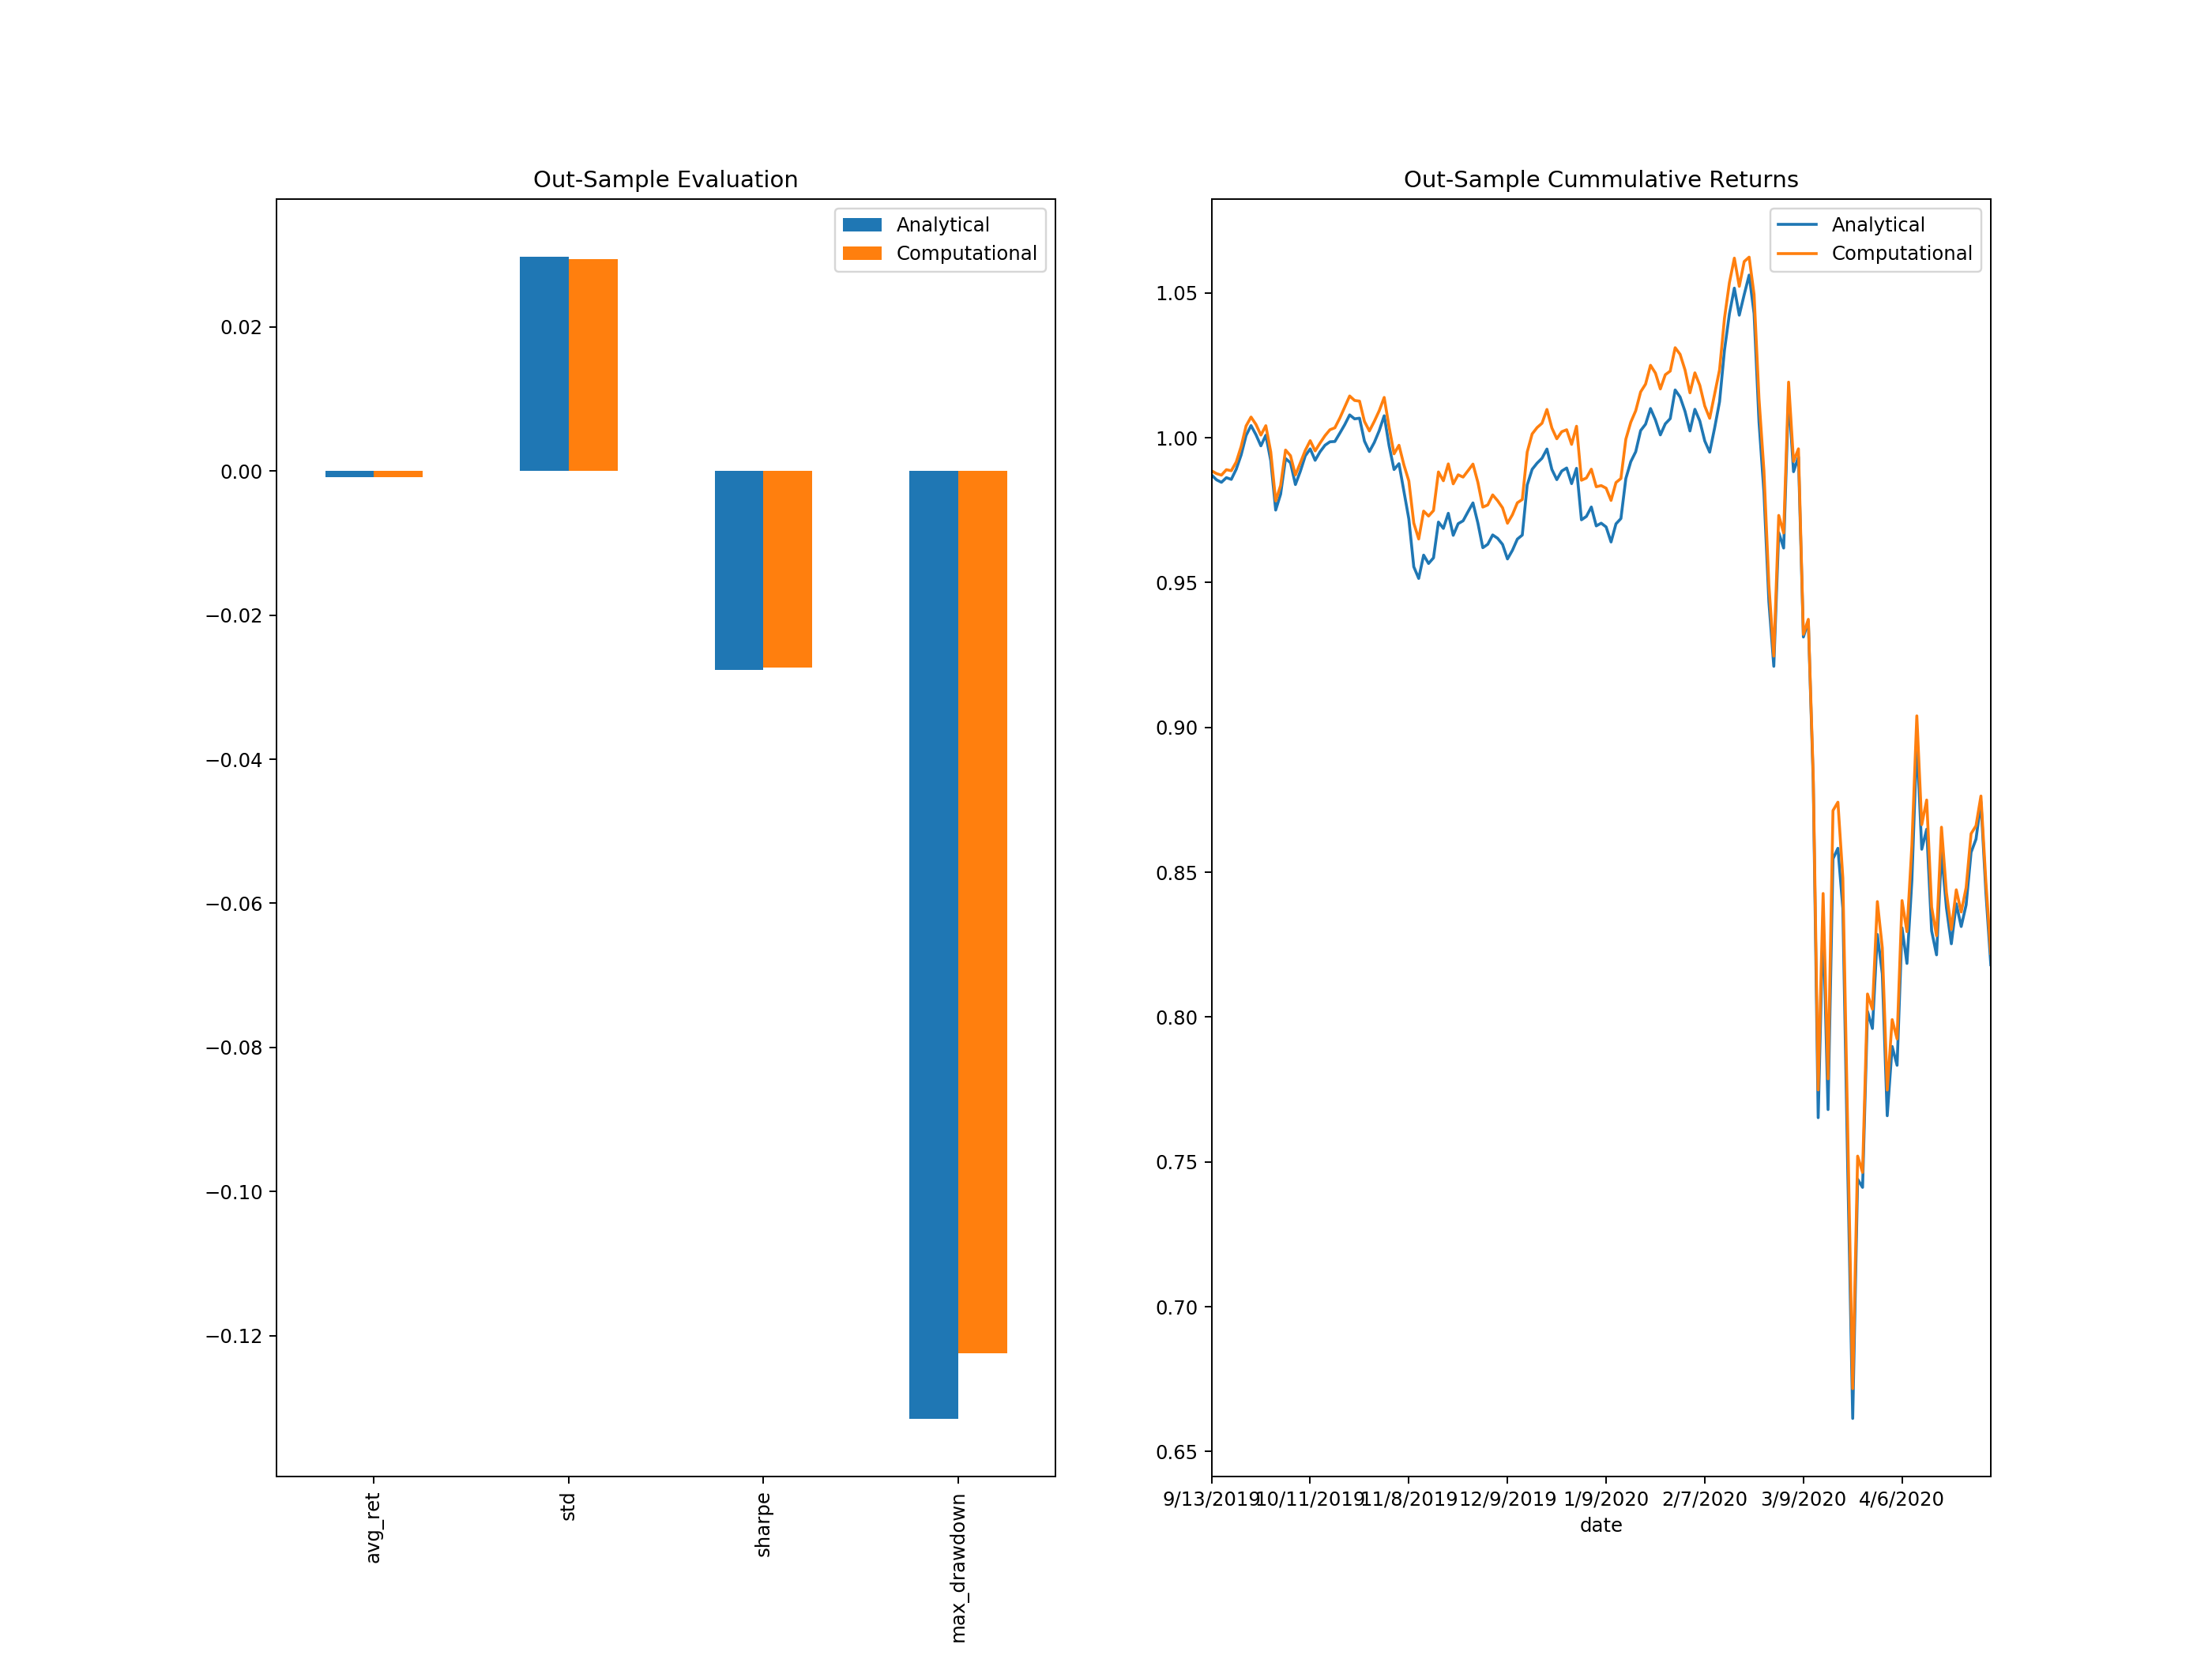 Out-Sample Evaluation
Analytical
Computational
0.02
0.00
−0.02
−0.04
−0.06
−0.08
−0.10
−0.12
avg_ret
std
sharpe
max_drawdown
Out-Sample Cummulative Returns
Analytical
Computational
1.05
1.00
0.95
0.90
0.85
0.80
0.75
0.70
0.65
9/13/2019 10/11/2019 11/8/2019 12/9/2019 1/9/2020 2/7/2020 3/9/2020 4/6/2020
date